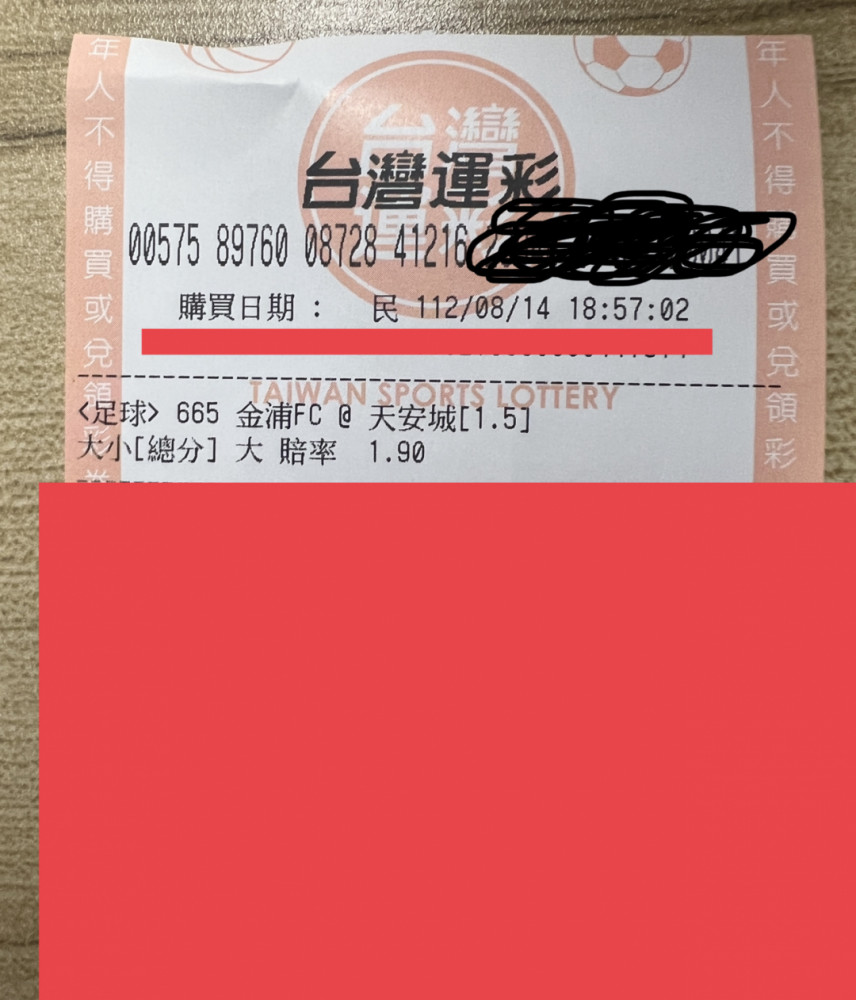 台灣運彩
00575 89760 08728 41216
購買日期： 民 112/08/14 18:57:02
TAIWAN SPORTS LOTTERY
<足球> 665 金浦FC @ 天安城[1.5]
大小[總分] 大 賠率 1.90
年人不得購買或兌領彩
年人不得購買或兌領彩